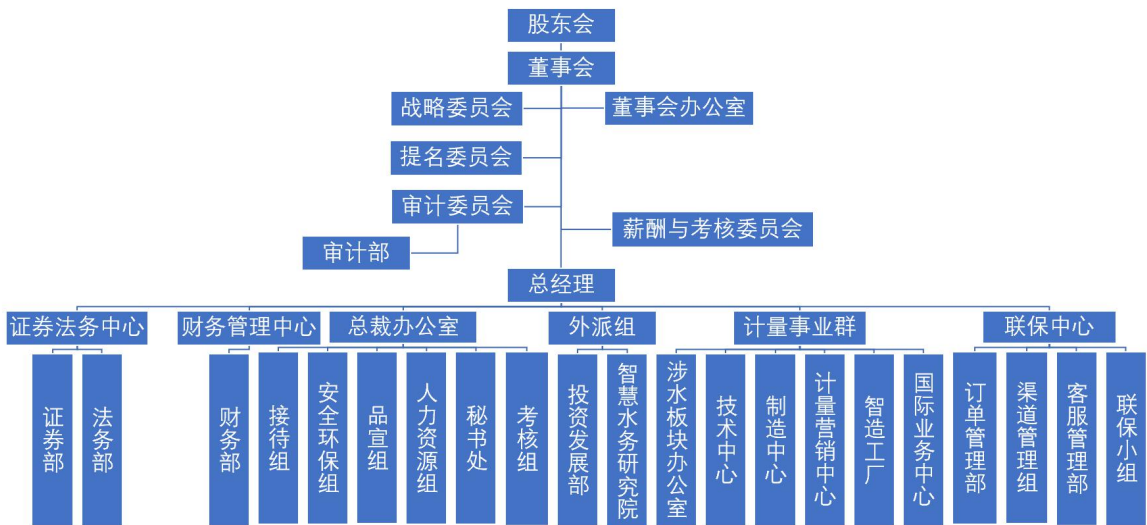 股东会
董事会
战略委员会
董事会办公室
提名委员会
审计委员会
薪酬与考核委员会
审计部
总经理
证券法务中心
财务管理中心
总裁办公室
外派组
计量事业群
联保中心
证券部
法务部
财务部
接待组
安全环保组
品宣组
人力资源组
秘书处
考核组
投资发展部
智慧水务研究院
涉水板块办公室
技术中心
制造中心
计量营销中心
智造工厂
国际业务中心
订单管理部
渠道管理组
客服管理部
联保小组